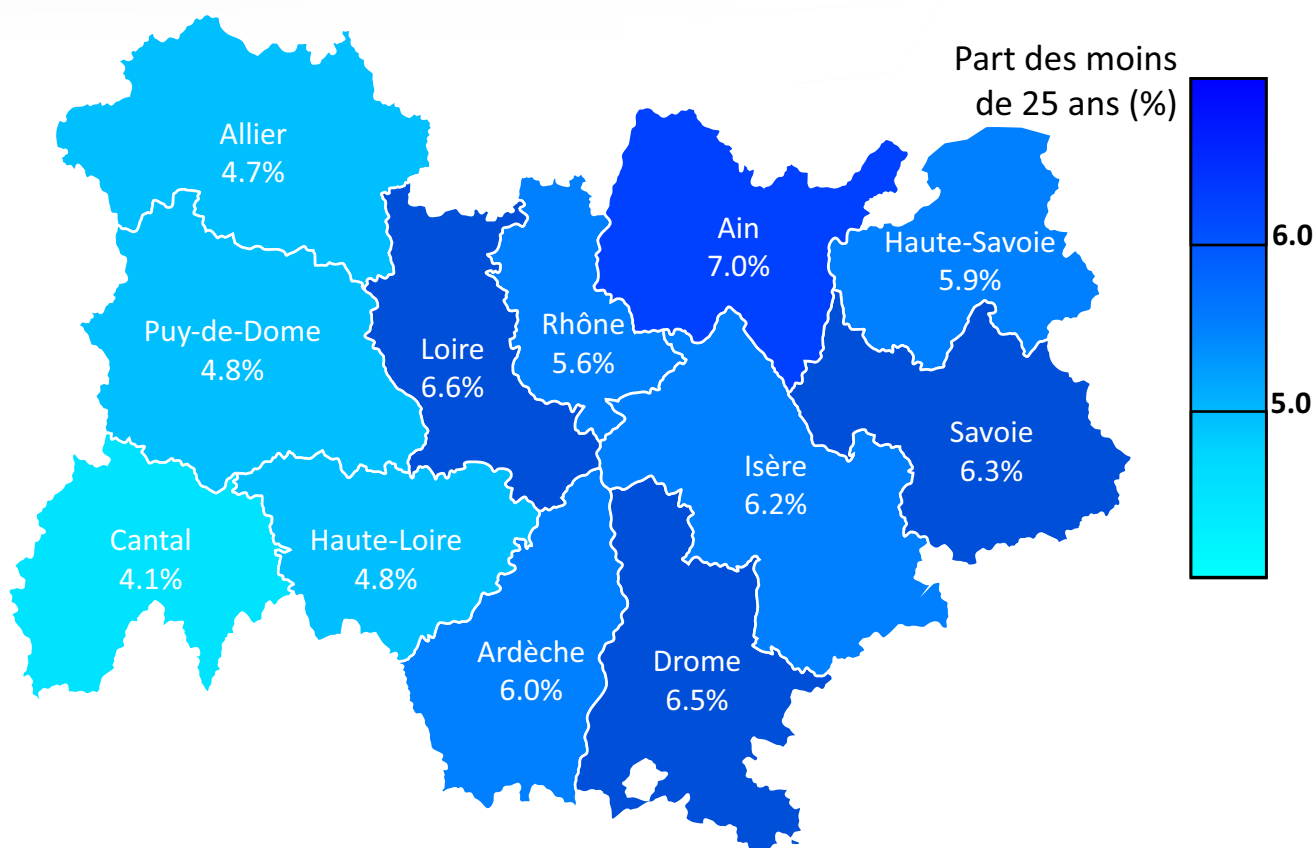 Part des moins
de 25 ans (%)
6.0
5.0
Allier
4.7%
Ain
7.0%
Haute-Savoie
5.9%
Puy-de-Dome
4.8%
Loire
6.6%
Rhône
5.6%
Savoie
6.3%
Isère
6.2%
Cantal
4.1%
Haute-Loire
4.8%
Ardèche
6.0%
Drome
6.5%